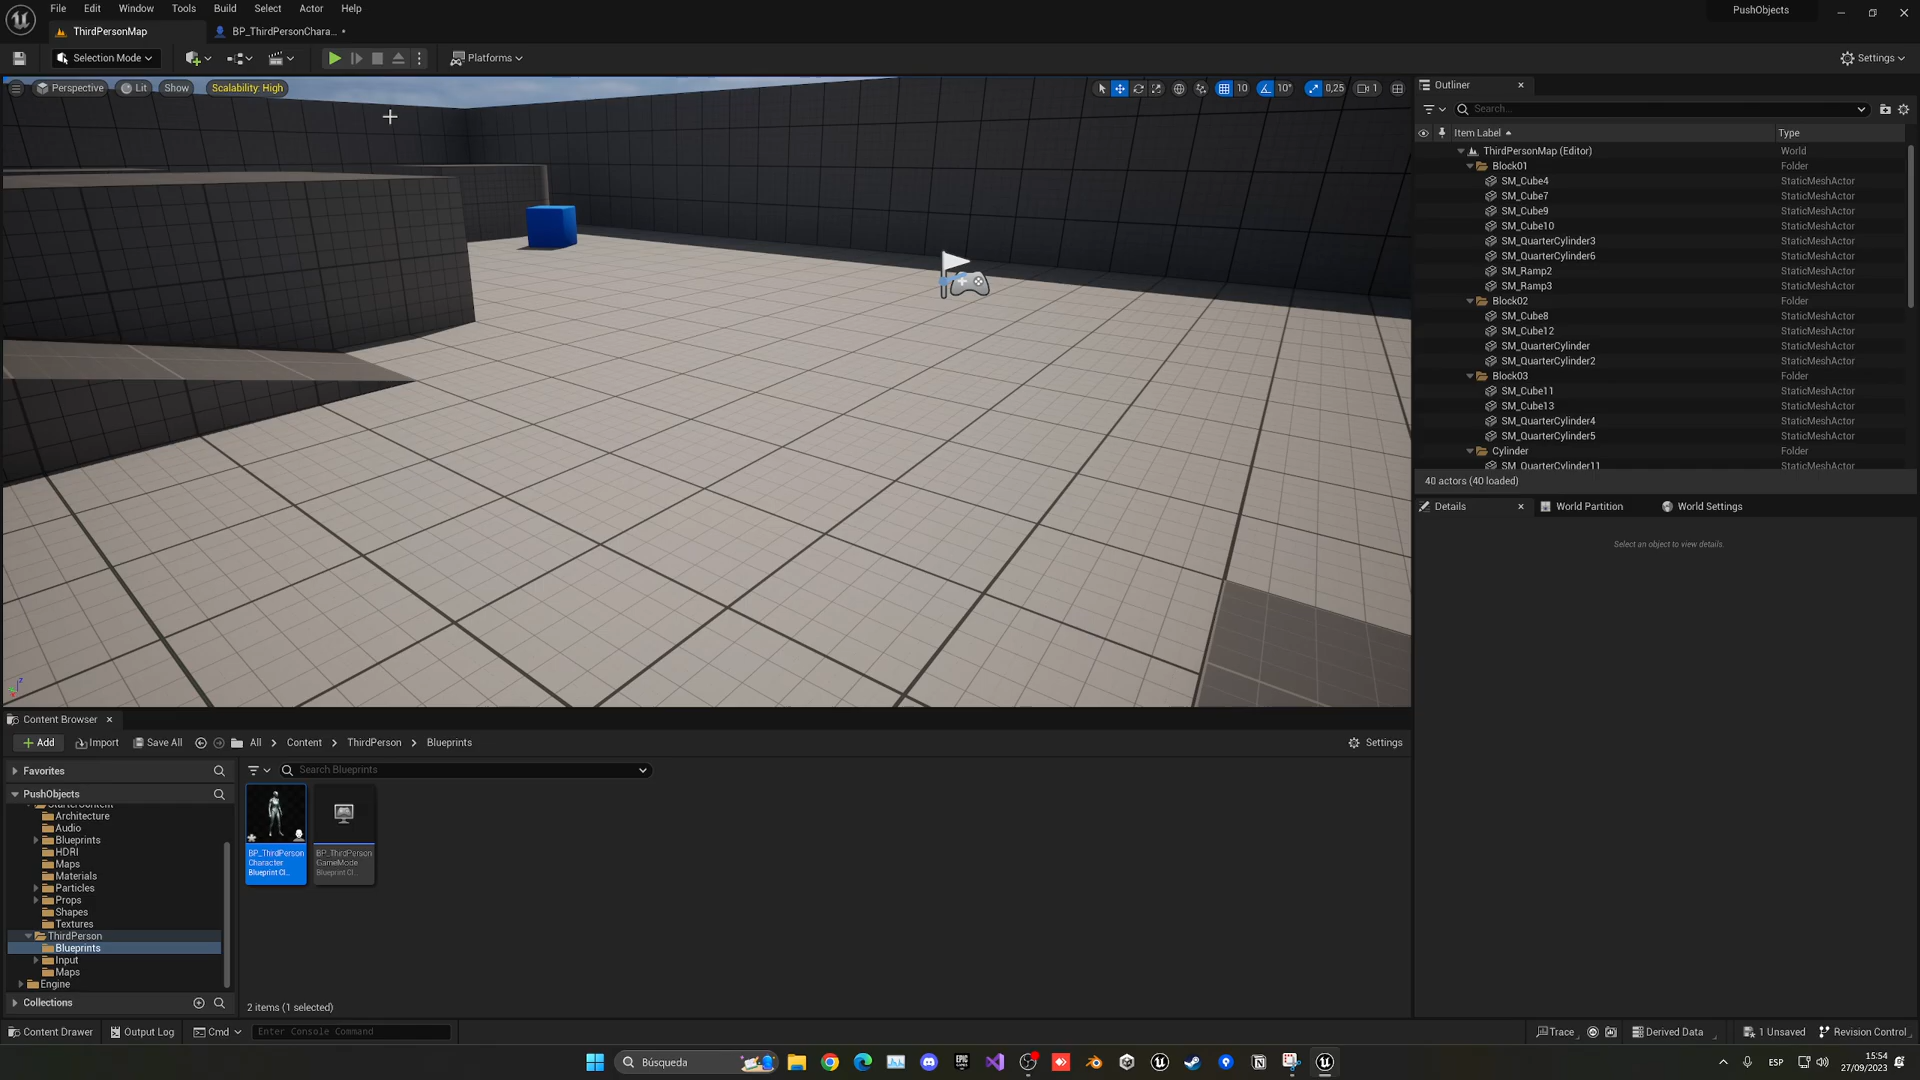 File Edit Window Tools Build Select Actor Help
PushObjects
ThirdPersonMap
BP_ThirdPersonChara... •
Selection Mode
Platforms
Settings
Perspective Lit Show Scalability: High
10 10° 0,25 1
Outliner
Search...
Item Label Type
ThirdPersonMap (Editor) World
Block01 Folder
SM_Cube4 StaticMeshActor
SM_Cube7 StaticMeshActor
SM_Cube9 StaticMeshActor
SM_Cube10 StaticMeshActor
SM_QuarterCylinder3 StaticMeshActor
SM_QuarterCylinder6 StaticMeshActor
SM_Ramp2 StaticMeshActor
SM_Ramp3 StaticMeshActor
Block02 Folder
SM_Cube8 StaticMeshActor
SM_Cube12 StaticMeshActor
SM_QuarterCylinder StaticMeshActor
SM_QuarterCylinder2 StaticMeshActor
Block03 Folder
SM_Cube11 StaticMeshActor
SM_Cube13 StaticMeshActor
SM_QuarterCylinder4 StaticMeshActor
SM_QuarterCylinder5 StaticMeshActor
Cylinder Folder
SM_QuarterCylinder11 StaticMeshActor
40 actors (40 loaded)
Details World Partition World Settings
Select an object to view details.
Content Browser
Add Import Save All All Content ThirdPerson Blueprints Settings
Favorites
Search Blueprints
PushObjects
StarterContent
Architecture
Audio
Blueprints
HDRI
Maps
Materials
Particles
Props
Shapes
Textures
ThirdPerson
Blueprints
Input
Maps
Engine
Collections
BP_ThirdPerson
Character
Blueprint Cl...
BP_ThirdPerson
GameMode
Blueprint Cl...
2 items (1 selected)
Content Drawer Output Log Cmd Enter Console Command Trace Derived Data 1 Unsaved Revision Control
Búsqueda
ESP
15:54
27/09/2023